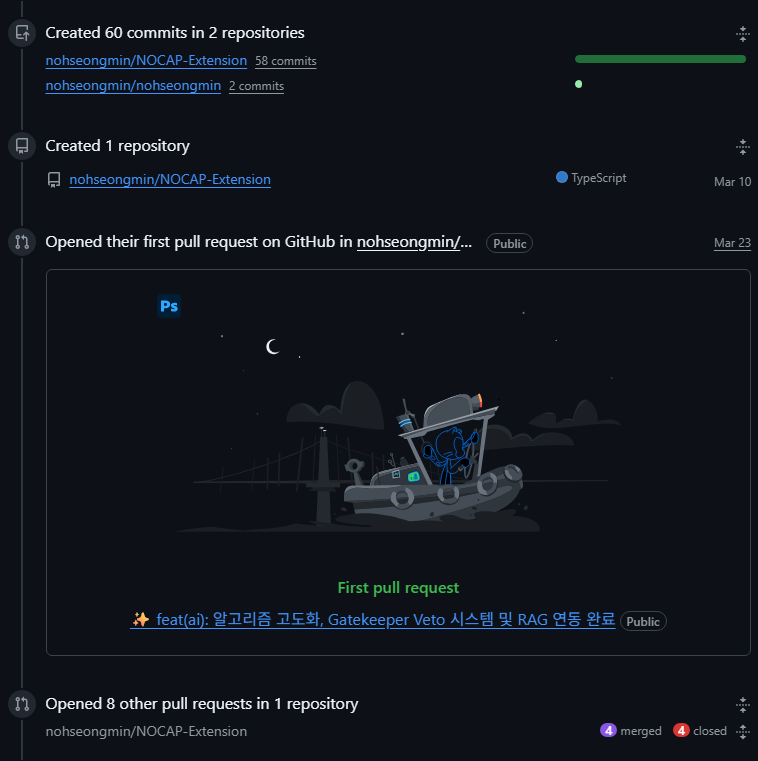 Created 60 commits in 2 repositories
nohseongmin/NOCAP-Extension 58 commits
nohseongmin/nohseongmin 2 commits
Created 1 repository
nohseongmin/NOCAP-Extension TypeScript Mar 10
Opened their first pull request on GitHub in nohseongmin/... Public Mar 23
Ps
First pull request
✨ feat(ai): 알고리즘 고도화, Gatekeeper Veto 시스템 및 RAG 연동 완료 Public
Opened 8 other pull requests in 1 repository
nohseongmin/NOCAP-Extension 4 merged 4 closed